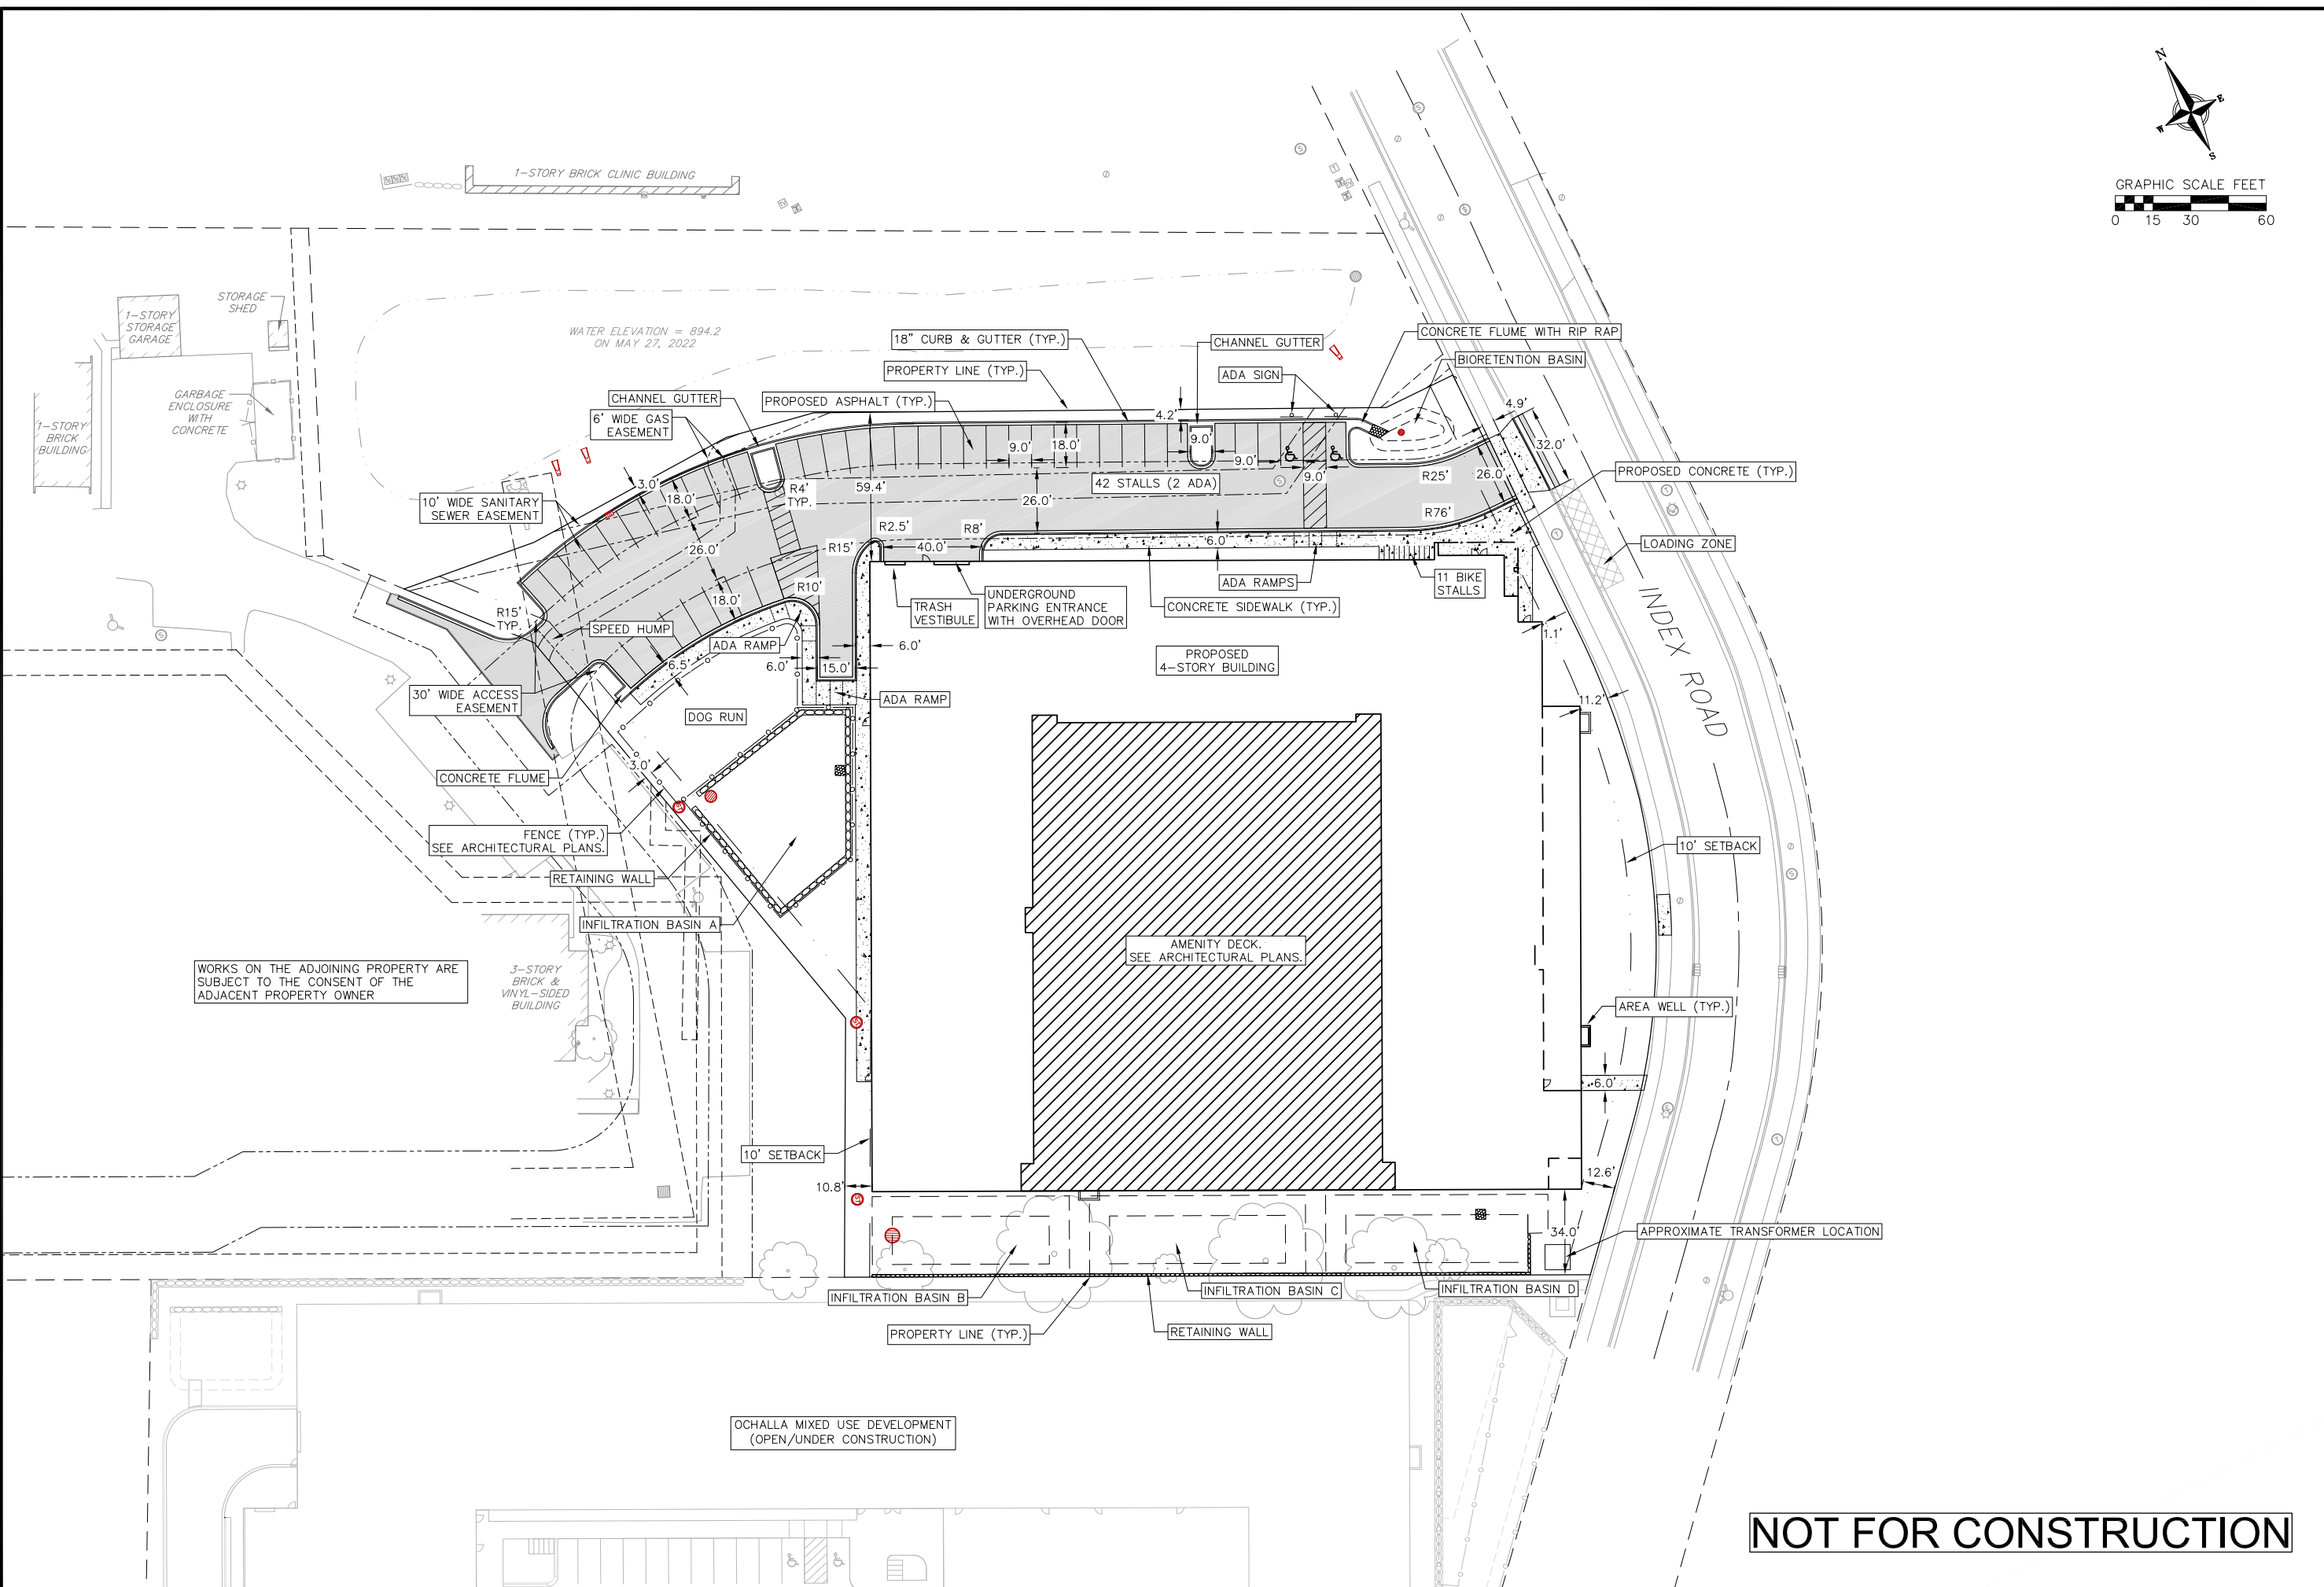 N
E
W
S
GRAPHIC SCALE FEET
0 15 30 60
1-STORY BRICK CLINIC BUILDING
STORAGE
SHED
1-STORY
STORAGE
GARAGE
WATER ELEVATION = 894.2
ON MAY 27, 2022
18" CURB & GUTTER (TYP.)
CHANNEL GUTTER
CONCRETE FLUME WITH RIP RAP
BIORETENTION BASIN
PROPERTY LINE (TYP.)
ADA SIGN
GARBAGE
ENCLOSURE
WITH
CONCRETE
CHANNEL GUTTER
PROPOSED ASPHALT (TYP.)
6' WIDE GAS
EASEMENT
1-STORY
BRICK
BUILDING
4.2'
4.9'
32.0'
9.0'
18.0'
9.0'
9.0'
9.0'
PROPOSED CONCRETE (TYP.)
3.0'
18.0'
R4'
TYP.
59.4'
42 STALLS (2 ADA)
R25'
26.0'
10' WIDE SANITARY
SEWER EASEMENT
26.0'
R2.5'
R8'
R76'
26.0'
R15'
40.0'
6.0'
LOADING ZONE
18.0'
R10'
TRASH
VESTIBULE
UNDERGROUND
PARKING ENTRANCE
WITH OVERHEAD DOOR
ADA RAMPS
11 BIKE
STALLS
CONCRETE SIDEWALK (TYP.)
INDEX ROAD
R15'
TYP.
SPEED HUMP
ADA RAMP
6.0'
1.1'
6.5'
6.0'
15.0'
PROPOSED
4-STORY BUILDING
30' WIDE ACCESS
EASEMENT
ADA RAMP
11.2'
DOG RUN
CONCRETE FLUME
3.0'
FENCE (TYP.)
SEE ARCHITECTURAL PLANS.
10' SETBACK
RETAINING WALL
INFILTRATION BASIN A
AMENITY DECK.
SEE ARCHITECTURAL PLANS.
WORKS ON THE ADJOINING PROPERTY ARE
SUBJECT TO THE CONSENT OF THE
ADJACENT PROPERTY OWNER
3-STORY
BRICK &
VINYL-SIDED
BUILDING
AREA WELL (TYP.)
6.0'
10' SETBACK
12.6'
10.8'
34.0'
APPROXIMATE TRANSFORMER LOCATION
INFILTRATION BASIN B
INFILTRATION BASIN C
INFILTRATION BASIN D
PROPERTY LINE (TYP.)
RETAINING WALL
OCHALLA MIXED USE DEVELOPMENT
(OPEN/UNDER CONSTRUCTION)
NOT FOR CONSTRUCTION